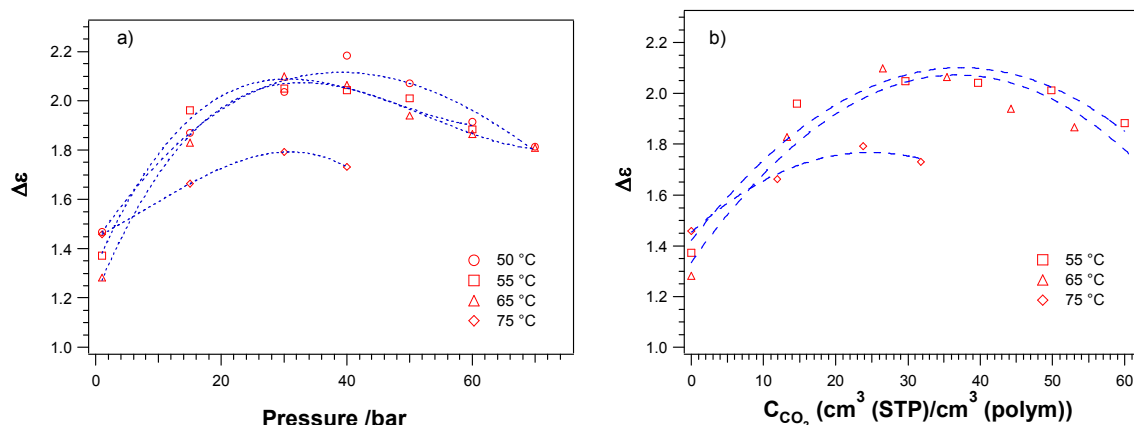 a)
2.2
2.0
1.8
1.6
1.4
1.2
1.0
Δε
0 20 40 60
Pressure /bar
50 °C
55 °C
65 °C
75 °C
b)
2.2
2.0
1.8
1.6
1.4
1.2
1.0
Δε
0 10 20 30 40 50 60
C_CO₂ (cm³ (STP)/cm³ (polym))
55 °C
65 °C
75 °C